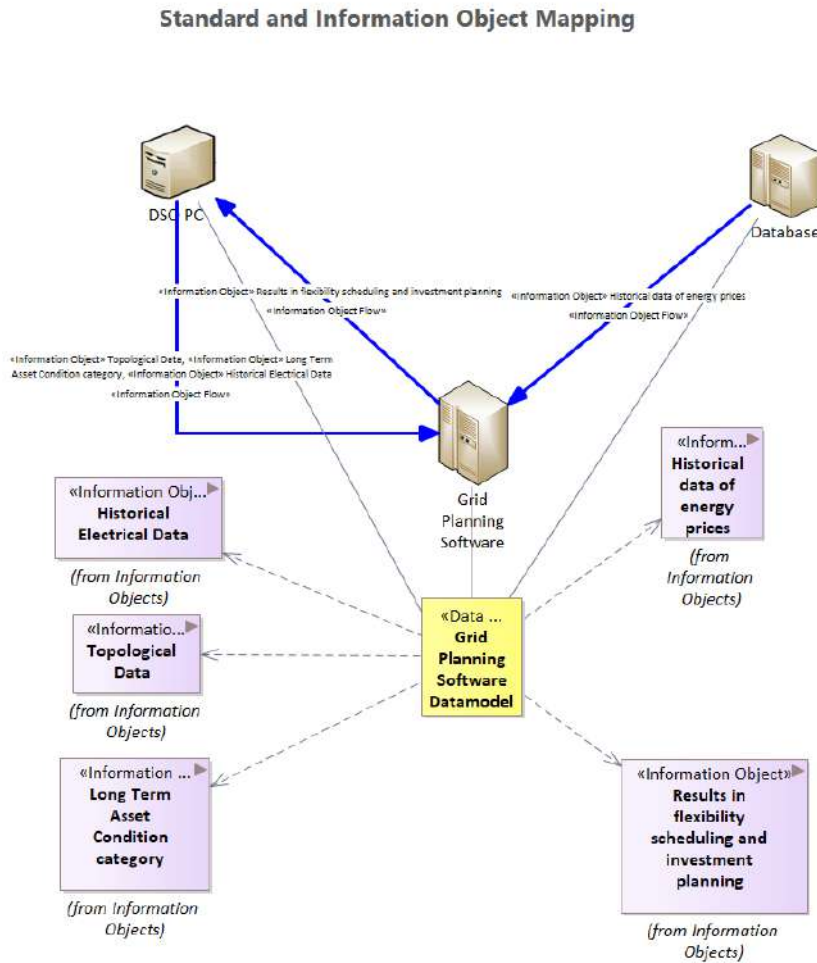 Standard and Information Object Mapping
DSO PC
Database
«Information Object» Results in flexibility scheduling and investment planning
«Information Object Flow»
«Information Object» Historical data of energy prices
«Information Object Flow»
«Information Object» Topological Data, «Information Object» Long Term
Asset Condition category, «Information Object» Historical Electrical Data
«Information Object Flow»
Grid
Planning
Software
«Inform...
Historical
data of
energy
prices
(from
Information
Objects)
«Information Obj...
Historical
Electrical Data
(from Information
Objects)
«Informatio...
Topological
Data
(from Information
Objects)
«Data ...
Grid
Planning
Software
Datamodel
«Information ...
Long Term
Asset
Condition
category
(from Information
Objects)
«Information Object»
Results in
flexibility
scheduling and
investment
planning
(from Information
Objects)